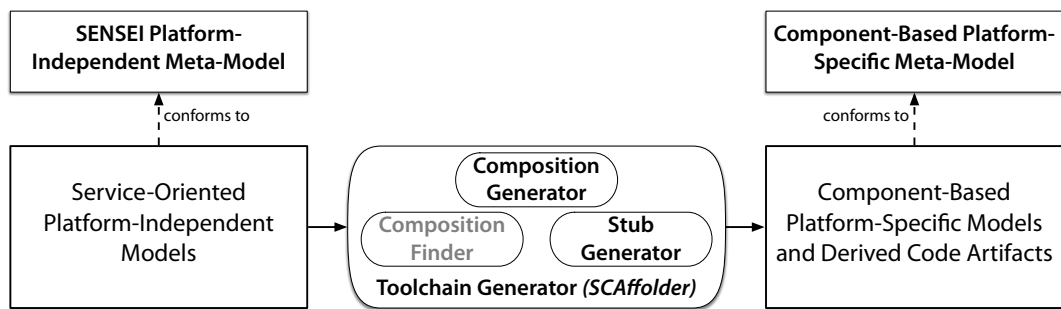 SENSEI Platform-
Independent Meta-Model
Component-Based Platform-
Specific Meta-Model
conforms to
conforms to
Service-Oriented
Platform-Independent
Models
Composition
Generator
Composition
Finder
Stub
Generator
Toolchain Generator (SCAffolder)
Component-Based
Platform-Specific Models
and Derived Code Artifacts